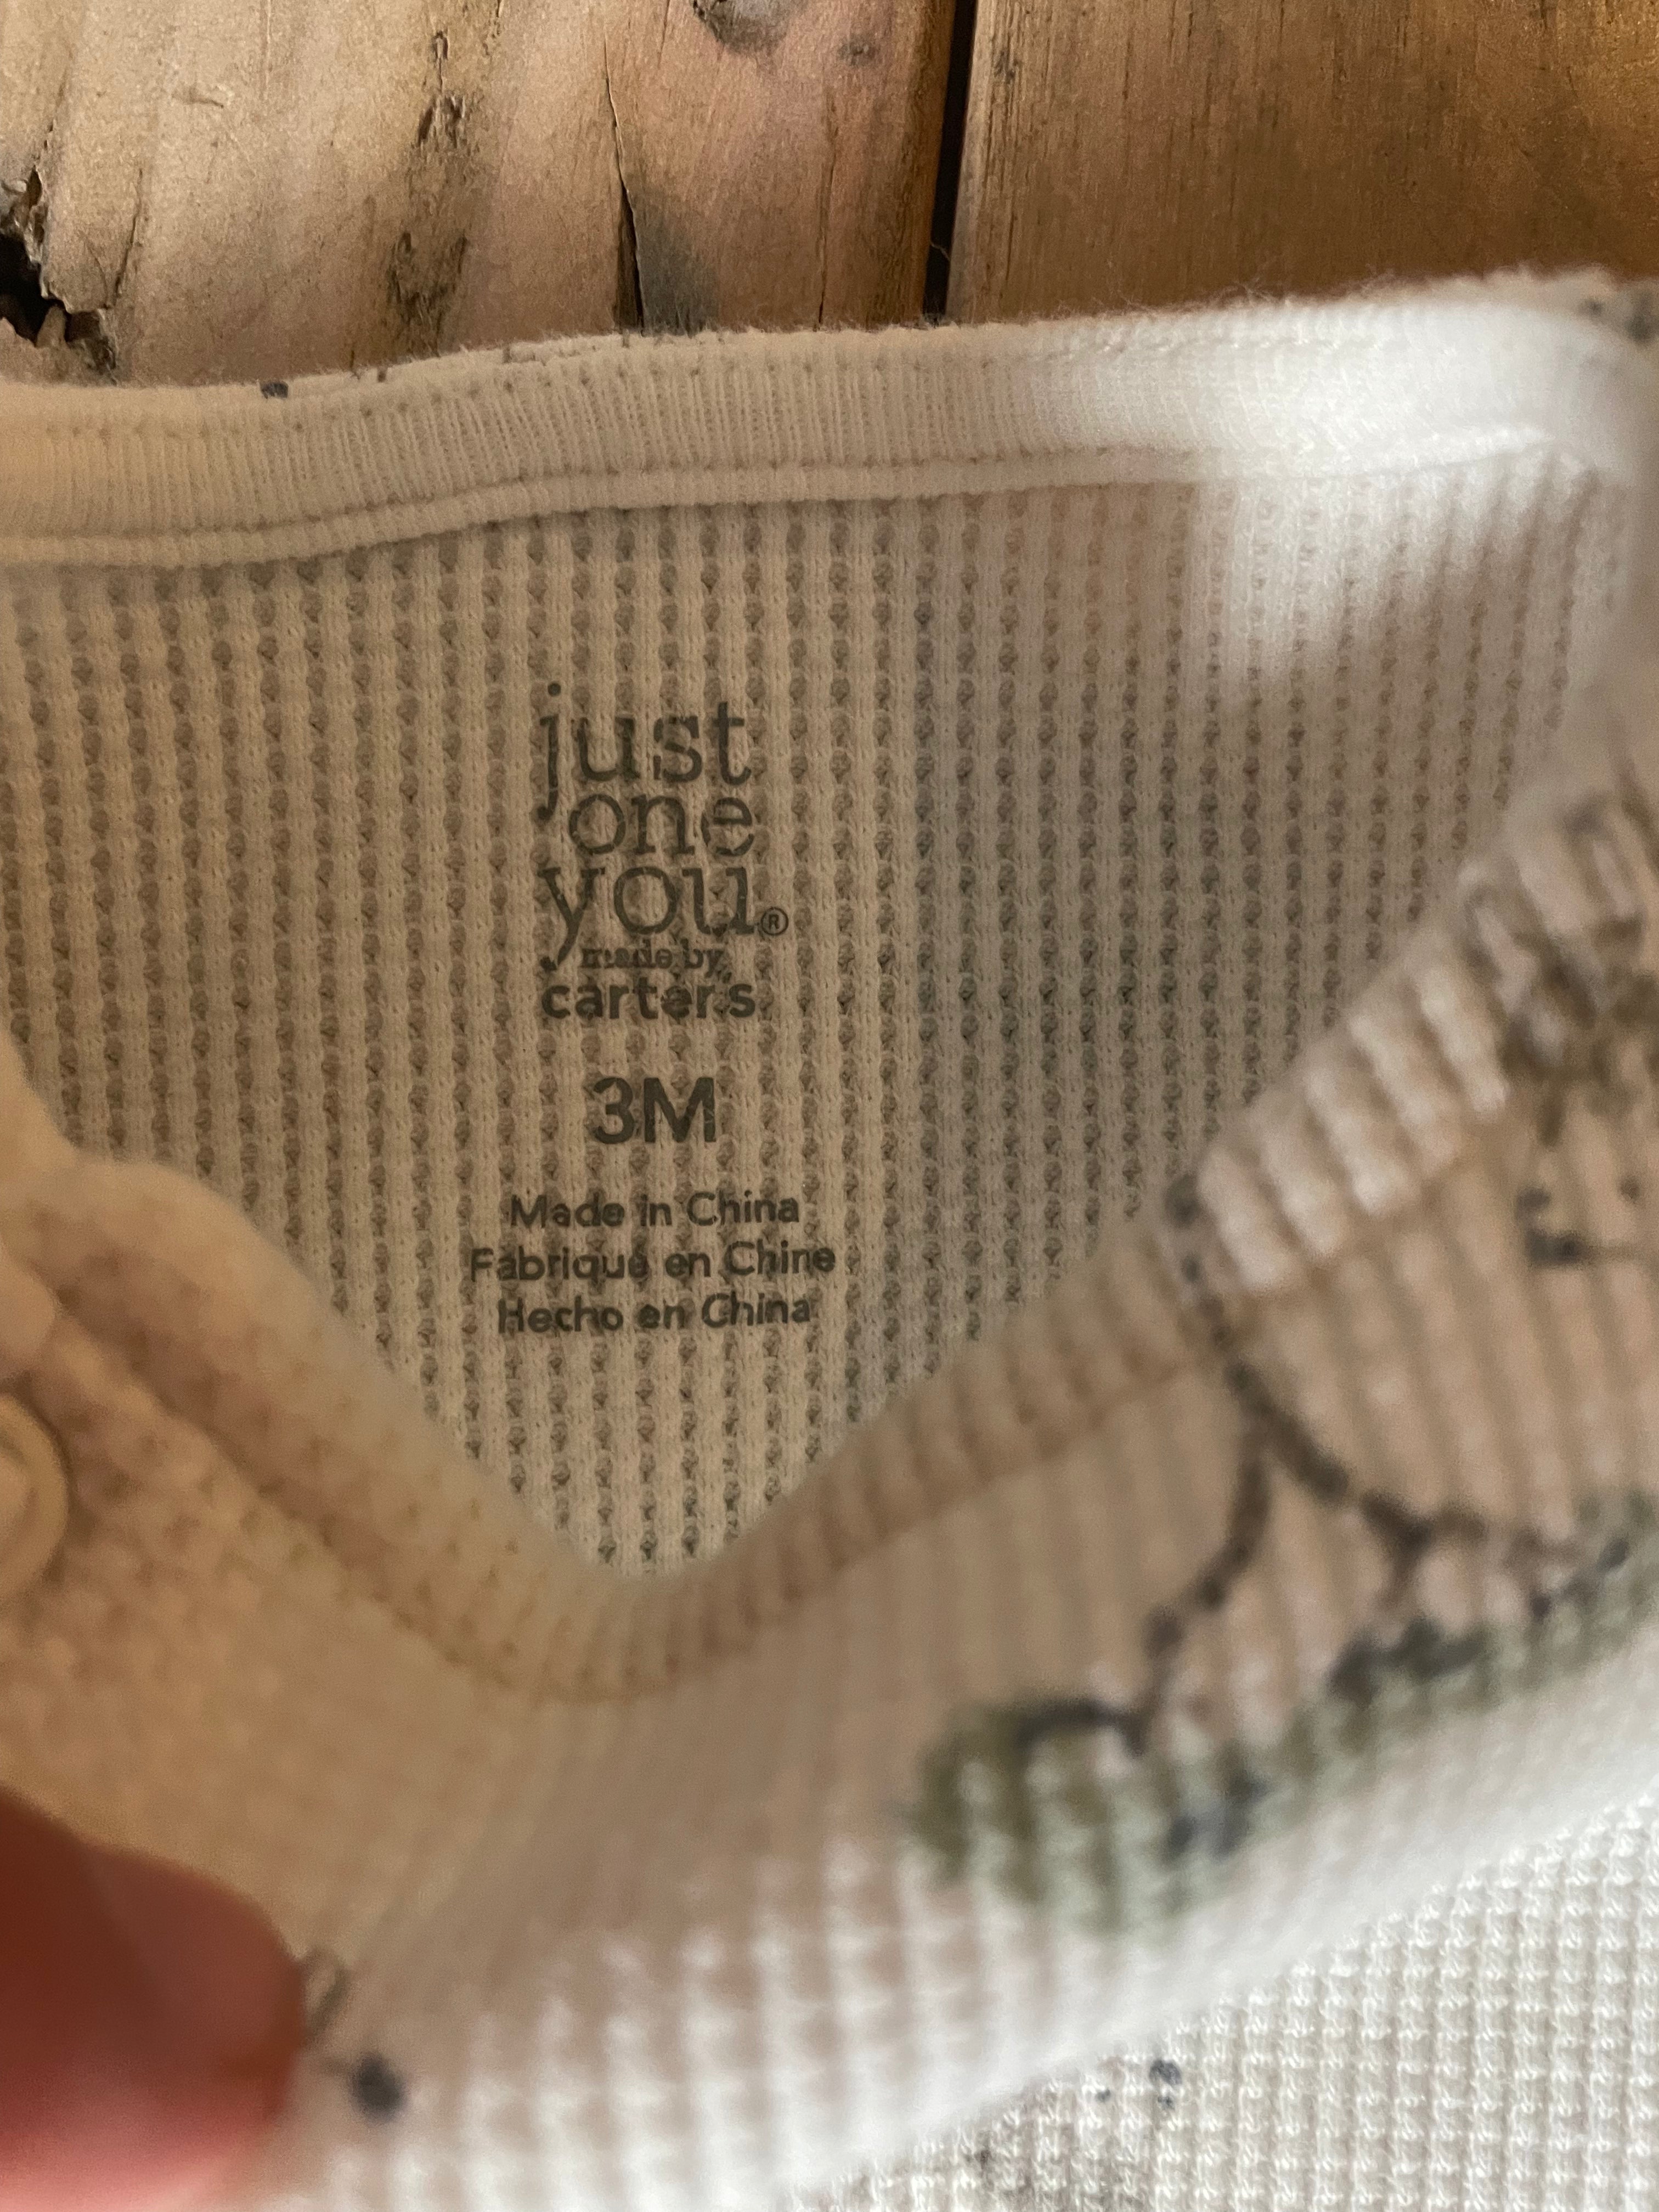 just
one
you®
made by
carter's
3M
Made in China
Fabriqué en Chine
Hecho en China